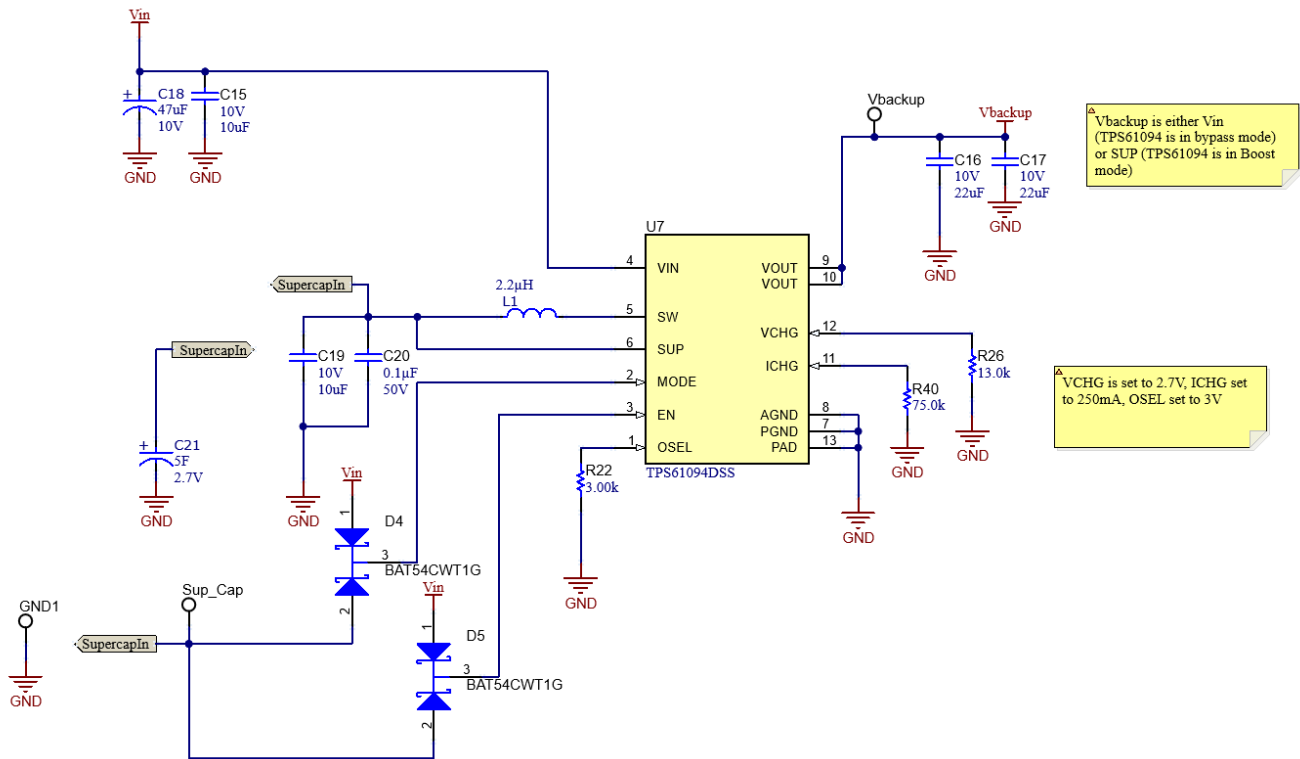 Vin
+
C18
47uF
10V
C15
10V
10uF
GND
GND
Vbackup
Vbackup
C16
10V
22uF
C17
10V
22uF
GND
GND
Vbackup is either Vin
(TPS61094 is in bypass mode)
or SUP (TPS61094 is in Boost
mode)
U7
4
VIN
5
SW
6
SUP
2
MODE
3
EN
1
OSEL
VOUT
9
VOUT
10
VCHG
12
ICHG
11
AGND
8
PGND
7
PAD
13
TPS61094DSS
SupercapIn
2.2µH
L1
C19
10V
10uF
C20
0.1µF
50V
GND
SupercapIn
+
C21
5F
2.7V
GND
R26
13.0k
GND
R40
75.0k
GND
GND
VCHG is set to 2.7V, ICHG set
to 250mA, OSEL set to 3V
R22
3.00k
GND
Vin
1
D4
3
BAT54CWT1G
2
Vin
1
D5
3
BAT54CWT1G
2
Sup_Cap
SupercapIn
GND1
GND